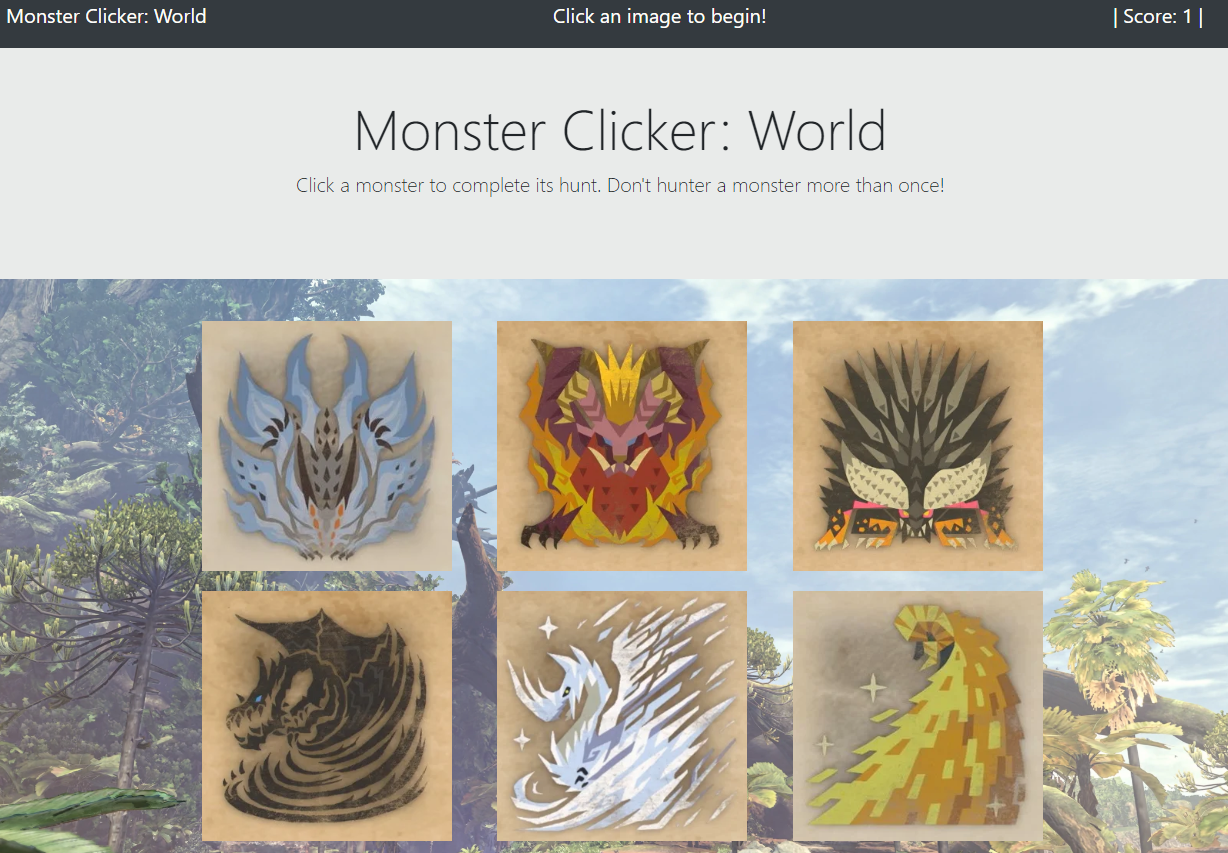 Monster Clicker: World
Click an image to begin!
| Score: 1 |
Monster Clicker: World
Click a monster to complete its hunt. Don't hunter a monster more than once!